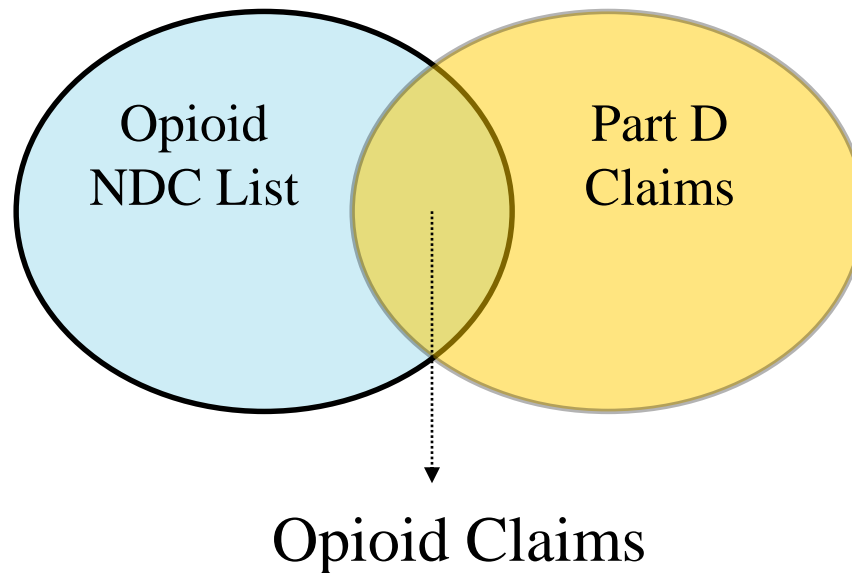 Opioid
NDC List
Part D
Claims
Opioid Claims